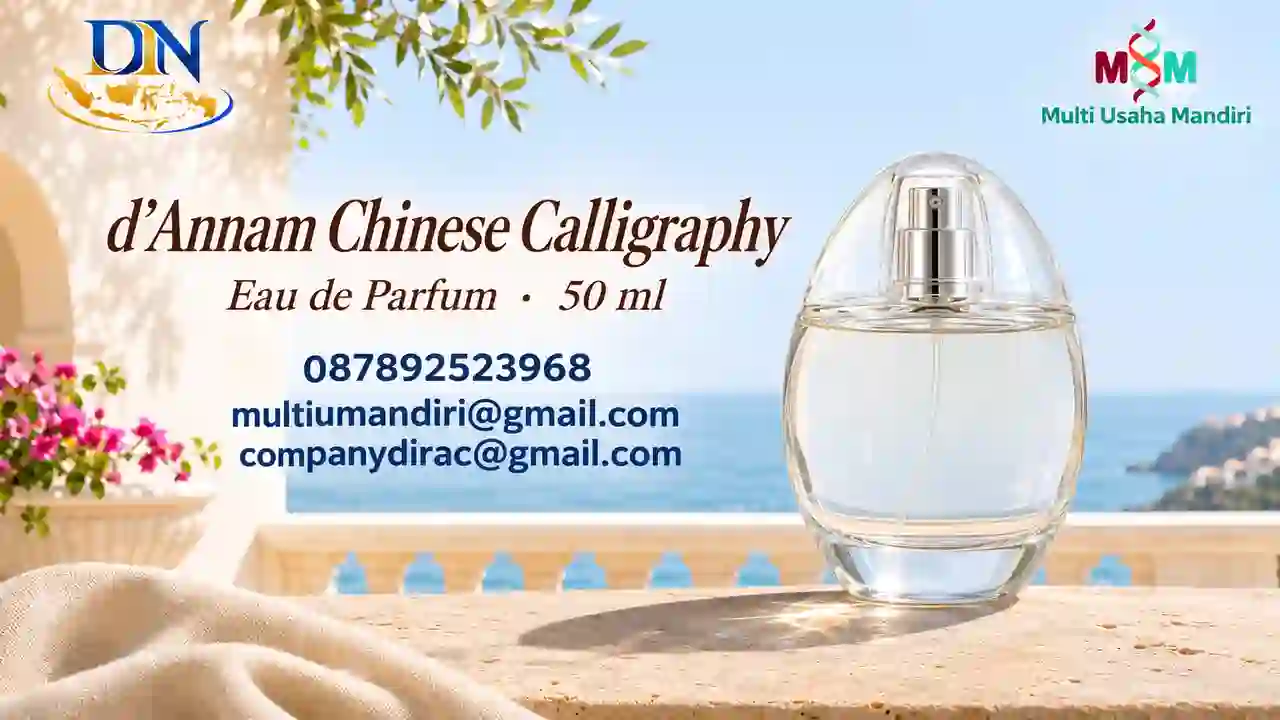 DN
MSM
Multi Usaha Mandiri
d'Annam Chinese Calligraphy
Eau de Parfum · 50 ml
087892523968
multiumandiri@gmail.com
companydirac@gmail.com